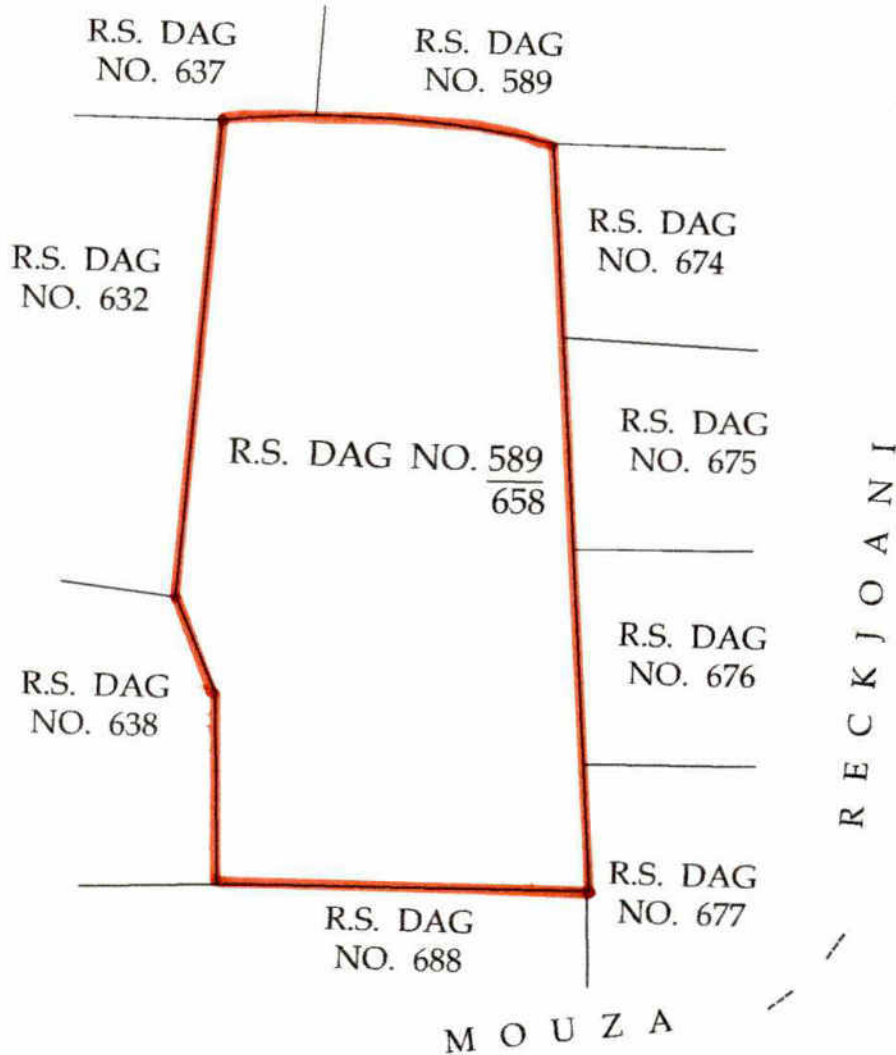 R.S. DAG
NO. 637
R.S. DAG
NO. 589
R.S. DAG
NO. 632
R.S. DAG
NO. 674
R.S. DAG NO. 589
658
R.S. DAG
NO. 675
R.S. DAG
NO. 638
R.S. DAG
NO. 676
R.S. DAG
NO. 688
R.S. DAG
NO. 677
MOUZA
RECKJOANI